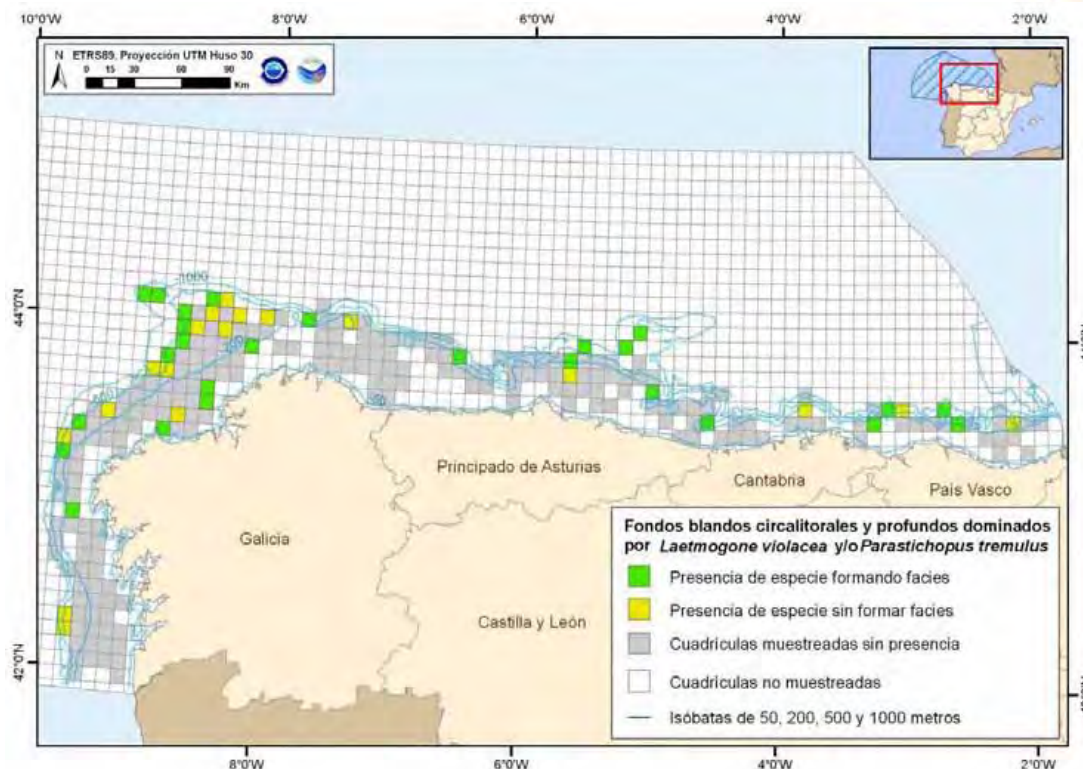 10°0'W 8°0'W 6°0'W 4°0'W 2°0'W
N ETRS89. Proyección UTM Huso 30
0 15 30 60 90
Km
-1000
44°0'N
Principado de Asturias
Cantabria
País Vasco
Galicia
Castilla y León
42°0'N
Fondos blandos circalitorales y profundos dominados
por Laetmogone violacea y/o Parastichopus tremulus
Presencia de especie formando facies
Presencia de especie sin formar facies
Cuadrículas muestreadas sin presencia
Cuadrículas no muestreadas
Isóbatas de 50, 200, 500 y 1000 metros
8°0'W 6°0'W 4°0'W 2°0'W